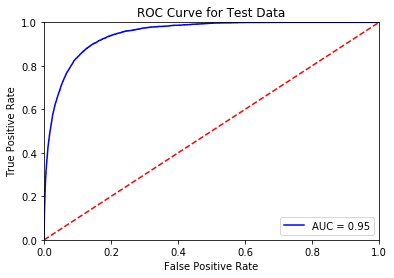 ROC Curve for Test Data
True Positive Rate
1.0
0.8
0.6
0.4
0.2
0.0
AUC = 0.95
0.0 0.2 0.4 0.6 0.8 1.0
False Positive Rate